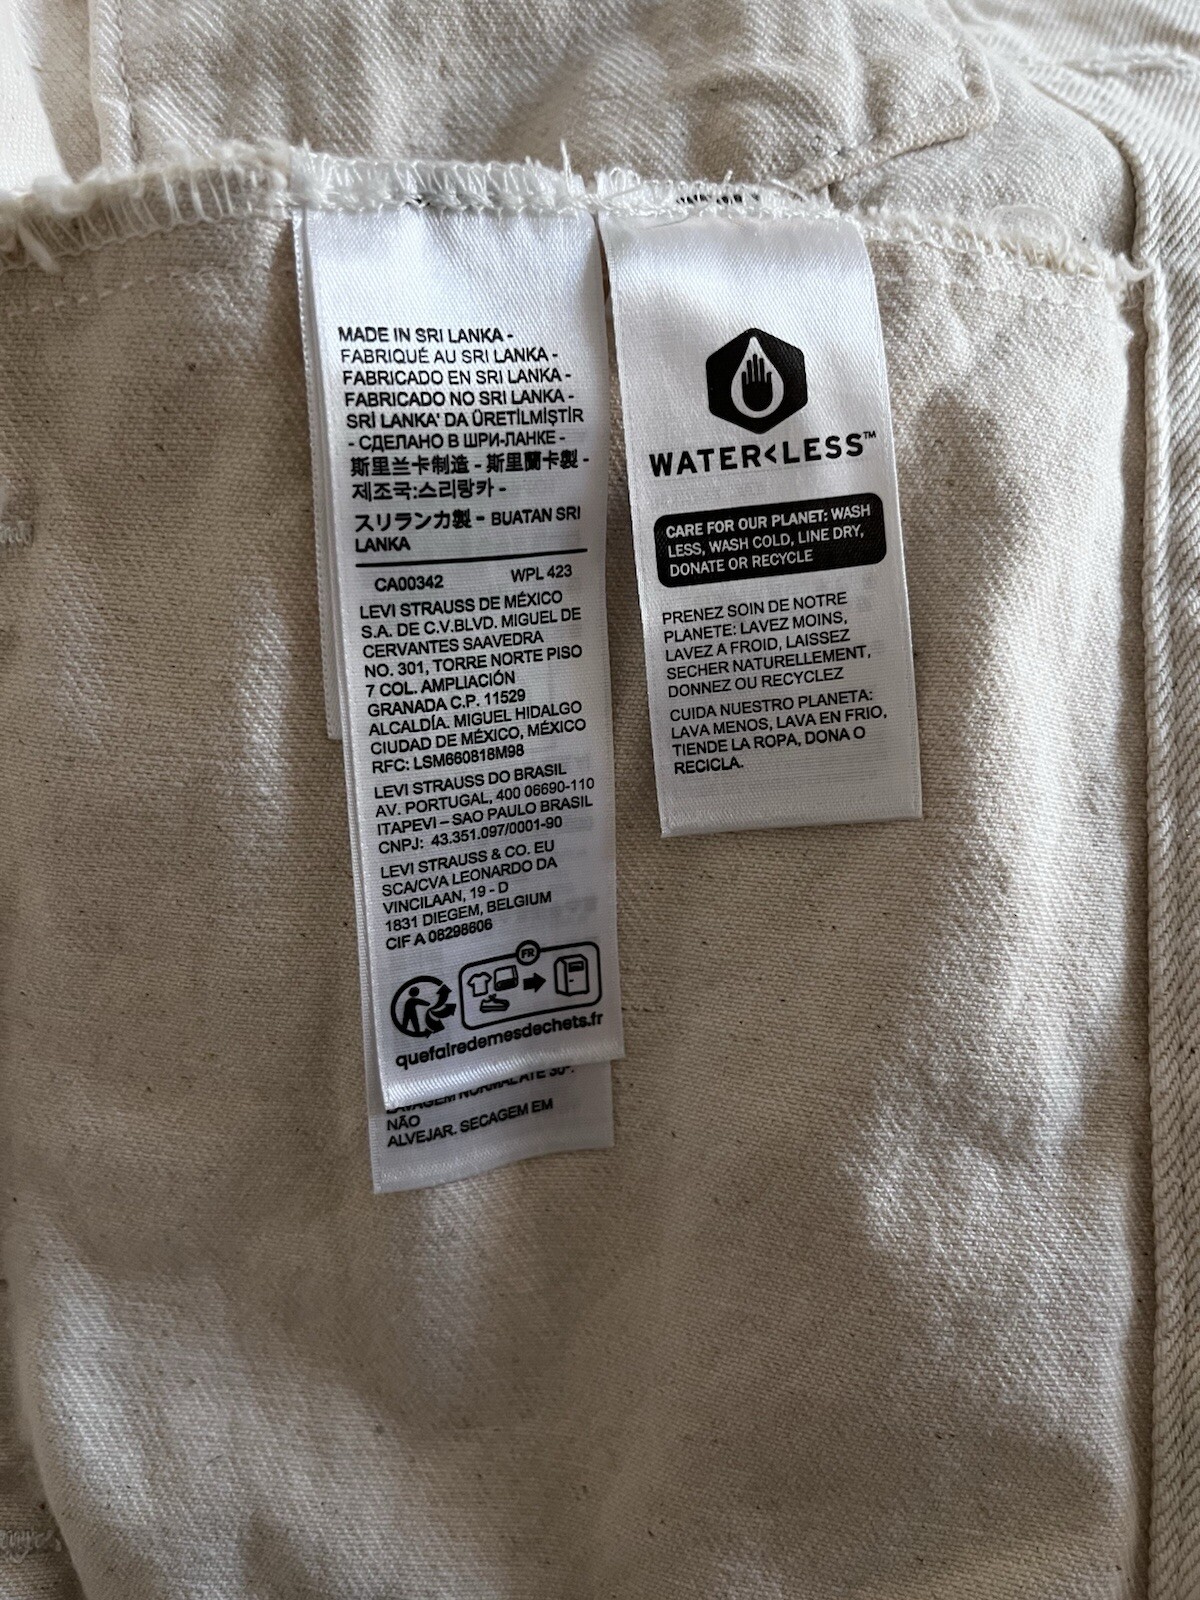 MADE IN SRI LANKA -
FABRIQUÉ AU SRI LANKA -
FABRICADO EN SRI LANKA -
FABRICADO NO SRI LANKA -
SRİ LANKA' DA ÜRETİLMİŞTİR
- СДЕЛАНО В ШРИ-ЛАНКЕ -
斯里兰卡制造 - 斯里蘭卡製 -
제조국:스리랑카 -
スリランカ製 - BUATAN SRI
LANKA
CA00342 WPL 423
LEVI STRAUSS DE MÉXICO
S.A. DE C.V.BLVD. MIGUEL DE
CERVANTES SAAVEDRA
NO. 301, TORRE NORTE PISO
7 COL. AMPLIACIÓN
GRANADA C.P. 11529
ALCALDÍA. MIGUEL HIDALGO
CIUDAD DE MÉXICO, MÉXICO
RFC: LSM660818M98
LEVI STRAUSS DO BRASIL
AV. PORTUGAL, 400 06690-110
ITAPEVI – SAO PAULO BRASIL
CNPJ: 43.351.097/0001-90
LEVI STRAUSS & CO. EU
SCA/CVA LEONARDO DA
VINCILAAN, 19 - D
1831 DIEGEM, BELGIUM
CIF A 08298606
FR
quefairedemesdechets.fr
LAVAGEM NORMAL ATE 30º.
NÃO
ALVEJAR. SECAGEM EM
WATER<LESS™
CARE FOR OUR PLANET: WASH
LESS, WASH COLD, LINE DRY,
DONATE OR RECYCLE
PRENEZ SOIN DE NOTRE
PLANETE: LAVEZ MOINS,
LAVEZ A FROID, LAISSEZ
SECHER NATURELLEMENT,
DONNEZ OU RECYCLEZ
CUIDA NUESTRO PLANETA:
LAVA MENOS, LAVA EN FRIO,
TIENDE LA ROPA, DONA O
RECICLA.